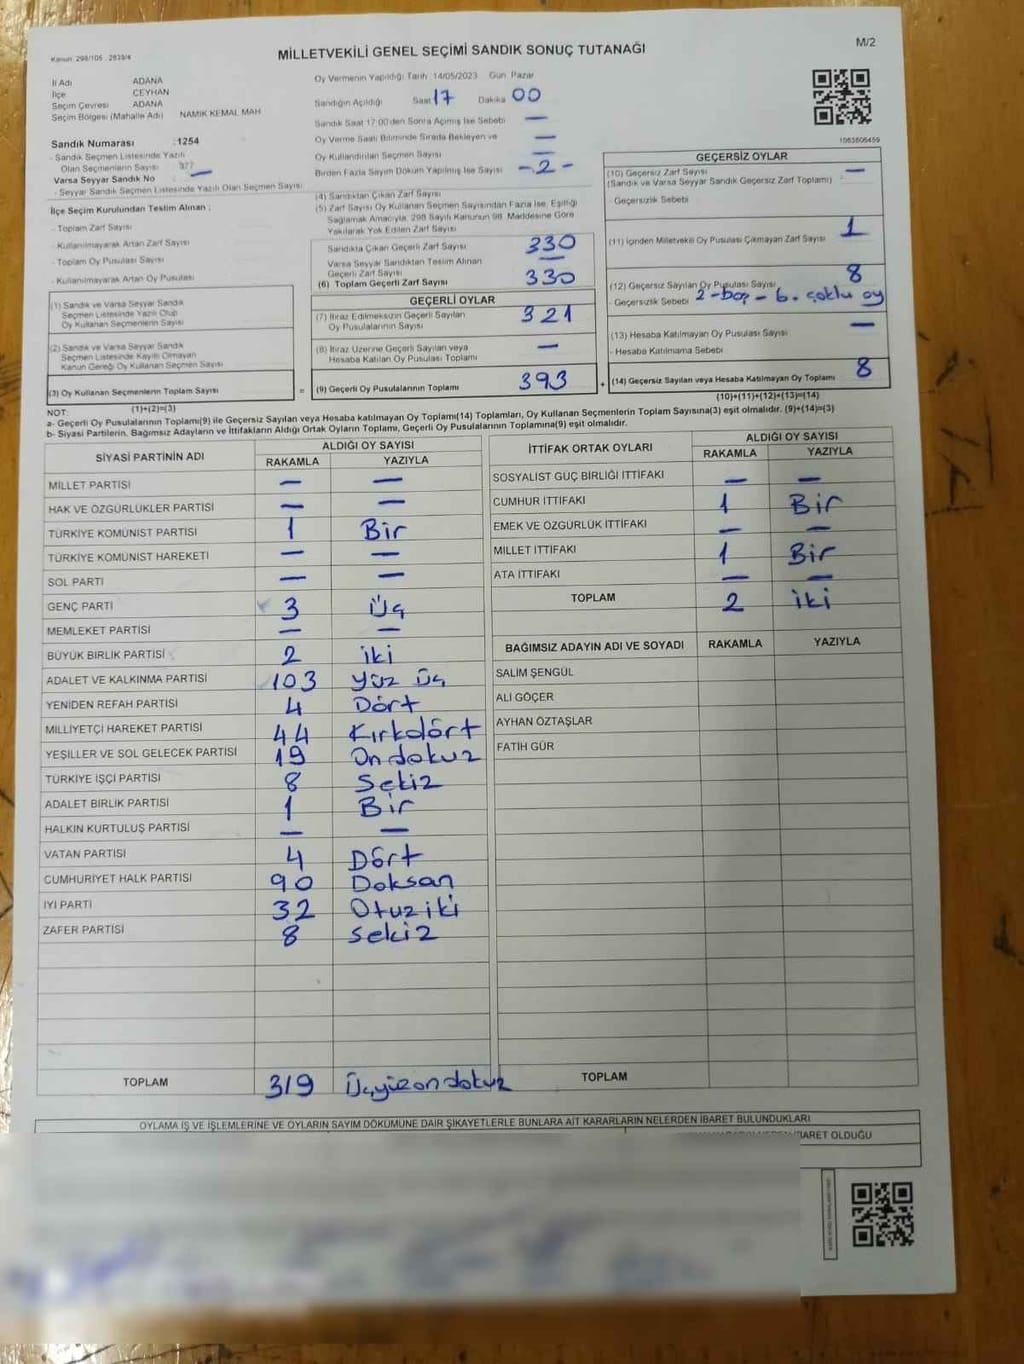 Kanun: 298/105 , 2839/4
MİLLETVEKİLİ GENEL SEÇİMİ SANDIK SONUÇ TUTANAĞI
M/2
İl Adı ADANA
İlçe CEYHAN
Seçim Çevresi ADANA
Seçim Bölgesi (Mahalle Adı) NAMIK KEMAL MAH
Sandık Numarası :1254
- Sandık Seçmen Listesinde Yazılı
Olan Seçmenlerin Sayısı
Varsa Seyyar Sandık No —
- Seyyar Sandık Seçmen Listesinde Yazılı Olan Seçmen Sayısı
Oy Vermenin Yapıldığı Tarih 14/05/2023 Gün Pazar
Sandığın Açıldığı Saat 17 Dakika 00
Sandık Saat 17:00'den Sonra Açılmış İse Sebebi —
Oy Verme Saati Bitiminde Sırada Bekleyen ve —
Oy Kullandırılan Seçmen Sayısı —
Birden Fazla Sayım Döküm Yapılmış İse Sayısı -2-
1063606459
İlçe Seçim Kurulundan Teslim Alınan ;
- Toplam Zarf Sayısı
- Kullanılmayarak Artan Zarf Sayısı
- Toplam Oy Pusulası Sayısı
- Kullanılmayarak Artan Oy Pusulası
(1) Sandık ve Varsa Seyyar Sandık
Seçmen Listesinde Yazılı Olup
Oy Kullanan Seçmenlerin Sayısı
(2) Sandık ve Varsa Seyyar Sandık
Seçmen Listesinde Kayıtlı Olmayan
Kanun Gereği Oy Kullanan Seçmen Sayısı
(3) Oy Kullanan Seçmenlerin Toplam Sayısı =
(1)+(2)=(3)
(4) Sandıktan Çıkan Zarf Sayısı
(5) Zarf Sayısı Oy Kullanan Seçmen Sayısından Fazla İse, Eşitliği
Sağlamak Amacıyla, 298 Sayılı Kanunun 98. Maddesine Göre
Yakılarak Yok Edilen Zarf Sayısı
Sandıkta Çıkan Geçerli Zarf Sayısı 330
Varsa Seyyar Sandıktan Teslim Alınan
Geçerli Zarf Sayısı —
(6) Toplam Geçerli Zarf Sayısı 330
GEÇERLİ OYLAR
(7) İtiraz Edilmeksizin Geçerli Sayılan
Oy Pusulalarının Sayısı 321
(8) İtiraz Üzerine Geçerli Sayılan veya
Hesaba Katılan Oy Pusulası Toplamı —
(9) Geçerli Oy Pusulalarının Toplamı 393 +
GEÇERSİZ OYLAR
(10) Geçersiz Zarf Sayısı —
(Sandık ve Varsa Seyyar Sandık Geçersiz Zarf Toplamı)
- Geçersizlik Sebebi
(11) İçinden Milletvekili Oy Pusulası Çıkmayan Zarf Sayısı 1
(12) Geçersiz Sayılan Oy Pusulası Sayısı 8
- Geçersizlik Sebebi 2-boş - 6. çoklu oy
(13) Hesaba Katılmayan Oy Pusulası Sayısı —
- Hesaba Katılmama Sebebi
(14) Geçersiz Sayılan veya Hesaba Katılmayan Oy Toplamı 8
(10)+(11)+(12)+(13)=(14)
NOT:
a- Geçerli Oy Pusulalarının Toplamı(9) ile Geçersiz Sayılan veya Hesaba katılmayan Oy Toplamı(14) Toplamları, Oy Kullanan Seçmenlerin Toplam Sayısına(3) eşit olmalıdır. (9)+(14)=(3)
b- Siyasi Partilerin, Bağımsız Adayların ve İttifakların Aldığı Ortak Oyların Toplamı, Geçerli Oy Pusulalarının Toplamına(9) eşit olmalıdır.
SİYASİ PARTİNİN ADI ALDIĞI OY SAYISI
RAKAMLA YAZIYLA
MİLLET PARTİSİ — —
HAK VE ÖZGÜRLÜKLER PARTİSİ — —
TÜRKİYE KOMÜNİST PARTİSİ 1 Bir
TÜRKİYE KOMÜNİST HAREKETİ — —
SOL PARTİ — —
GENÇ PARTİ 3 Üç
MEMLEKET PARTİSİ — —
BÜYÜK BİRLİK PARTİSİ 2 iki
ADALET VE KALKINMA PARTİSİ 103 yüz üç
YENİDEN REFAH PARTİSİ 4 Dört
MİLLİYETÇİ HAREKET PARTİSİ 44 Kırkdört
YEŞİLLER VE SOL GELECEK PARTİSİ 19 Ondokuz
TÜRKİYE İŞÇİ PARTİSİ 8 Sekiz
ADALET BİRLİK PARTİSİ 1 Bir
HALKIN KURTULUŞ PARTİSİ — —
VATAN PARTİSİ 4 Dört
CUMHURİYET HALK PARTİSİ 90 Doksan
İYİ PARTİ 32 Otuziki
ZAFER PARTİSİ 8 Sekiz
TOPLAM 319 Üçyüzondokuz
İTTİFAK ORTAK OYLARI ALDIĞI OY SAYISI
RAKAMLA YAZIYLA
SOSYALİST GÜÇ BİRLİĞİ İTTİFAKI — —
CUMHUR İTTİFAKI 1 Bir
EMEK VE ÖZGÜRLÜK İTTİFAKI — —
MİLLET İTTİFAKI 1 Bir
ATA İTTİFAKI — —
TOPLAM 2 iki
BAĞIMSIZ ADAYIN ADI VE SOYADI RAKAMLA YAZIYLA
SALİM ŞENGÜL
ALİ GÖÇER
AYHAN ÖZTAŞLAR
FATİH GÜR
TOPLAM
OYLAMA İŞ VE İŞLEMLERİNE VE OYLARIN SAYIM DÖKÜMÜNE DAİR ŞİKAYETLERLE BUNLARA AİT KARARLARIN NELERDEN İBARET BULUNDUKLARI
OLDUĞU